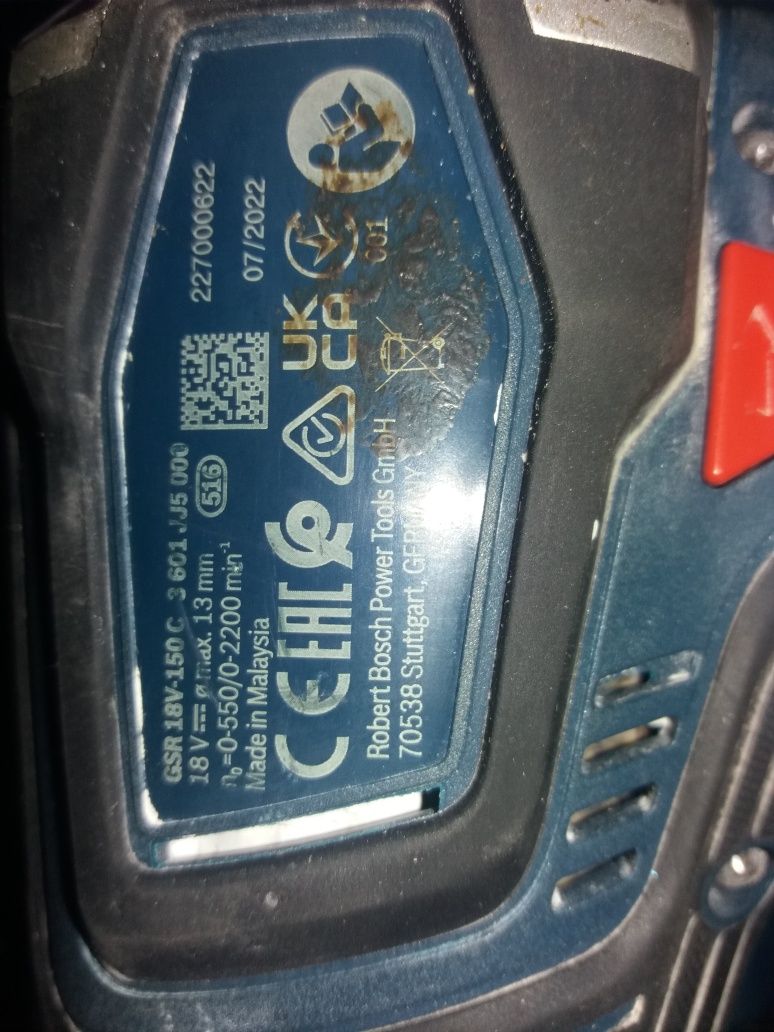 GSR 18V-150 C 3 601 JJ5 000
18 V⎓ ø max. 13 mm 516
n₀ =0-550/0-2200 min⁻¹
Made in Malaysia
227000622
07/2022
CE EAC
UK
CA
001
Robert Bosch Power Tools GmbH
70538 Stuttgart, GERMANY